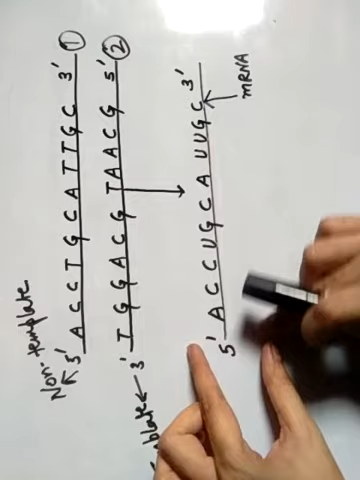 Non-template
5' A C C T G C A T T G C 3' 1
3' T G G A C G T A A C G 5' 2
5' A C C U G C A U U G C 3'
mRNA